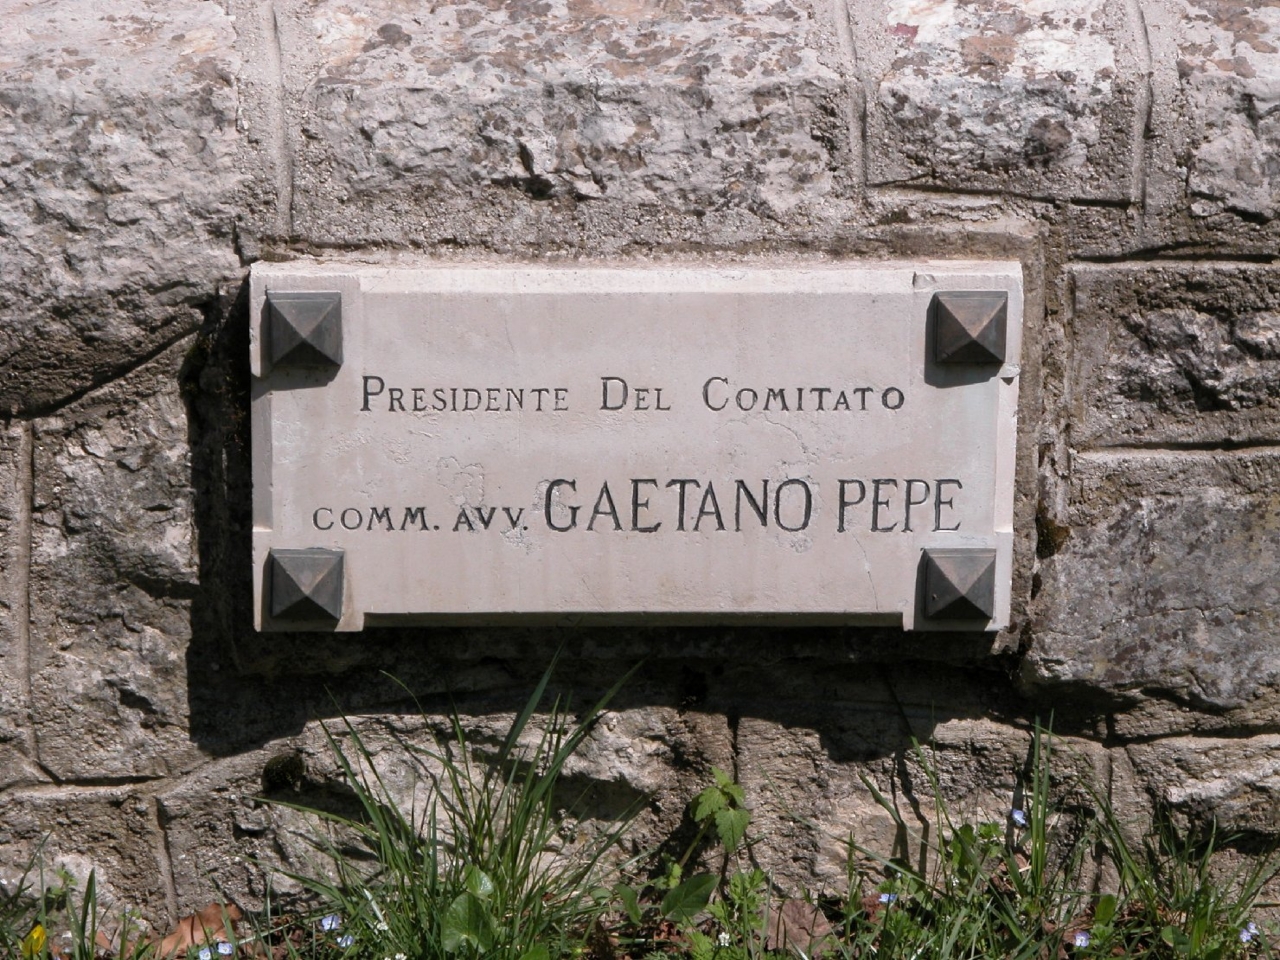 PRESIDENTE DEL COMITATO
COMM. AVV. GAETANO PEPE